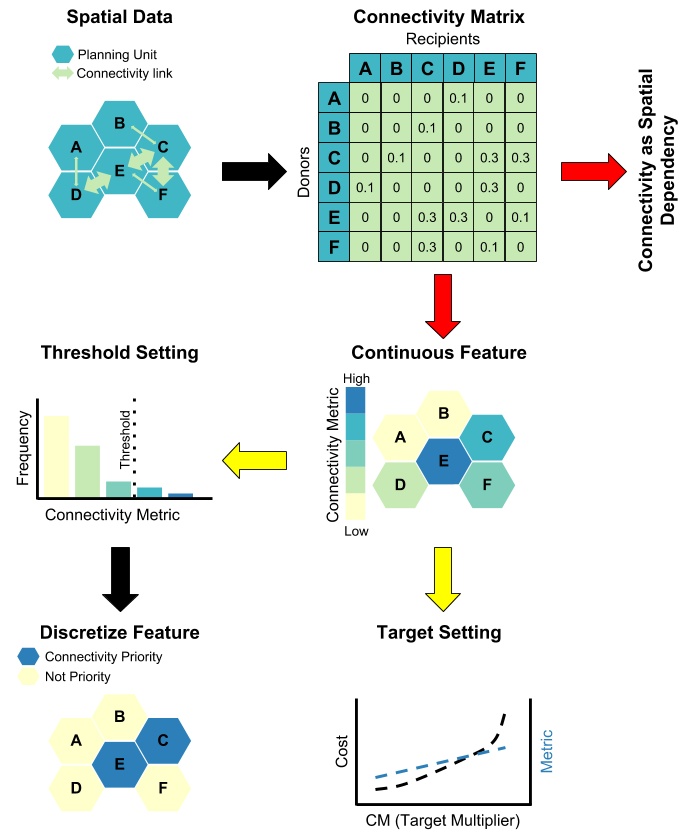 Spatial Data
Planning Unit
Connectivity link
B
A
C
E
D
F
Connectivity Matrix
Recipients
Donors
A B C D E F
A 0 0 0 0.1 0 0
B 0 0 0.1 0 0 0
C 0 0.1 0 0 0.3 0.3
D 0.1 0 0 0 0.3 0
E 0 0 0.3 0.3 0 0.1
F 0 0 0.3 0 0.1 0
Connectivity as Spatial
Dependency
Threshold Setting
Frequency
Threshold
Connectivity Metric
Continuous Feature
High
Connectivity Metric
Low
B
A
C
E
D
F
Discretize Feature
Connectivity Priority
Not Priority
B
A
C
E
D
F
Target Setting
Cost
Metric
CM (Target Multiplier)